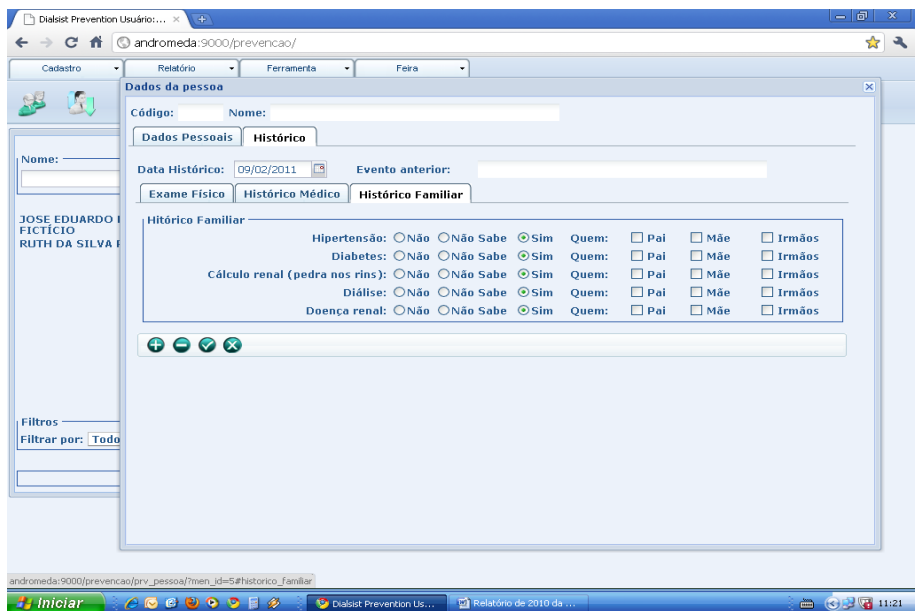 Dialsist Prevention Usuário:...
andromeda:9000/prevencao/
Cadastro Relatório Ferramenta Feira
Dados da pessoa
Código: Nome:
Dados Pessoais Histórico
Nome:
Data Histórico: 09/02/2011 Evento anterior:
Exame Físico Histórico Médico Histórico Familiar
JOSE EDUARDO
FICTÍCIO
RUTH DA SILVA
Hitórico Familiar
Hipertensão: Não Não Sabe Sim Quem: Pai Mãe Irmãos
Diabetes: Não Não Sabe Sim Quem: Pai Mãe Irmãos
Cálculo renal (pedra nos rins): Não Não Sabe Sim Quem: Pai Mãe Irmãos
Diálise: Não Não Sabe Sim Quem: Pai Mãe Irmãos
Doença renal: Não Não Sabe Sim Quem: Pai Mãe Irmãos
Filtros
Filtrar por: Todo
andromeda:9000/prevencao/prv_pessoa/?men_id=5#historico_familiar
Iniciar Dialsist Prevention Us... Relatório de 2010 da ... 11:21